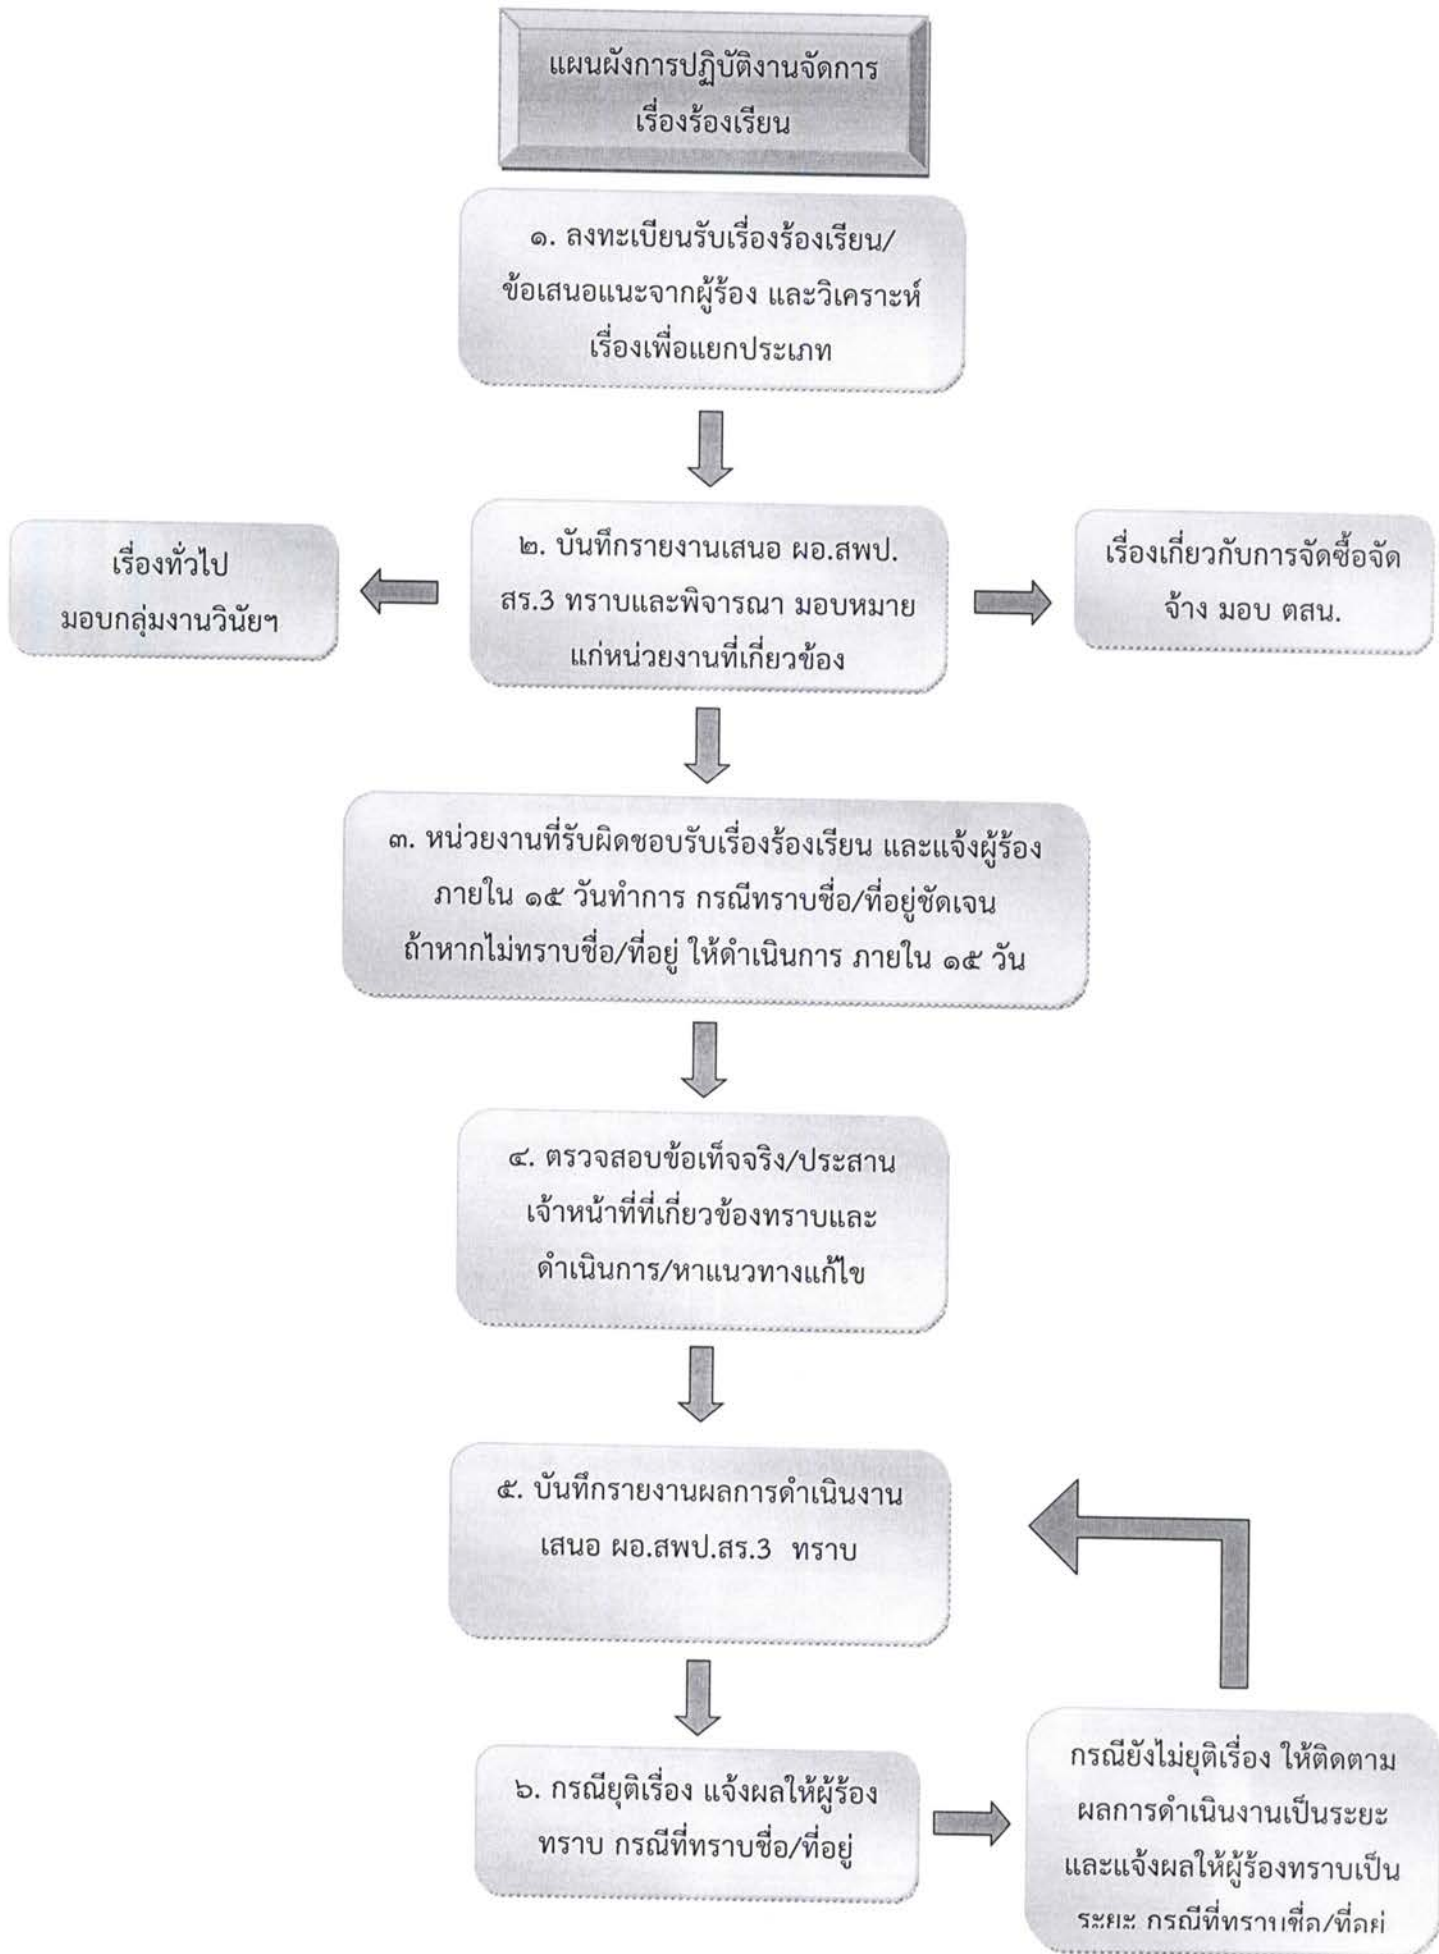 แผนผังการปฏิบัติงานจัดการ
เรื่องร้องเรียน
๑. ลงทะเบียนรับเรื่องร้องเรียน/
ข้อเสนอแนะจากผู้ร้อง และวิเคราะห์
เรื่องเพื่อแยกประเภท
เรื่องทั่วไป
มอบกลุ่มงานวินัยฯ
๒. บันทึกรายงานเสนอ ผอ.สพป.
สร.3 ทราบและพิจารณา มอบหมาย
แก่หน่วยงานที่เกี่ยวข้อง
เรื่องเกี่ยวกับการจัดซื้อจัด
จ้าง มอบ ตสน.
๓. หน่วยงานที่รับผิดชอบรับเรื่องร้องเรียน และแจ้งผู้ร้อง
ภายใน ๑๕ วันทำการ กรณีทราบชื่อ/ที่อยู่ชัดเจน
ถ้าหากไม่ทราบชื่อ/ที่อยู่ ให้ดำเนินการ ภายใน ๑๕ วัน
๔. ตรวจสอบข้อเท็จจริง/ประสาน
เจ้าหน้าที่ที่เกี่ยวข้องทราบและ
ดำเนินการ/หาแนวทางแก้ไข
๕. บันทึกรายงานผลการดำเนินงาน
เสนอ ผอ.สพป.สร.3 ทราบ
๖. กรณียุติเรื่อง แจ้งผลให้ผู้ร้อง
ทราบ กรณีที่ทราบชื่อ/ที่อยู่
กรณียังไม่ยุติเรื่อง ให้ติดตาม
ผลการดำเนินงานเป็นระยะ
และแจ้งผลให้ผู้ร้องทราบเป็น
ระยะ กรณีที่ทราบชื่อ/ที่อยู่